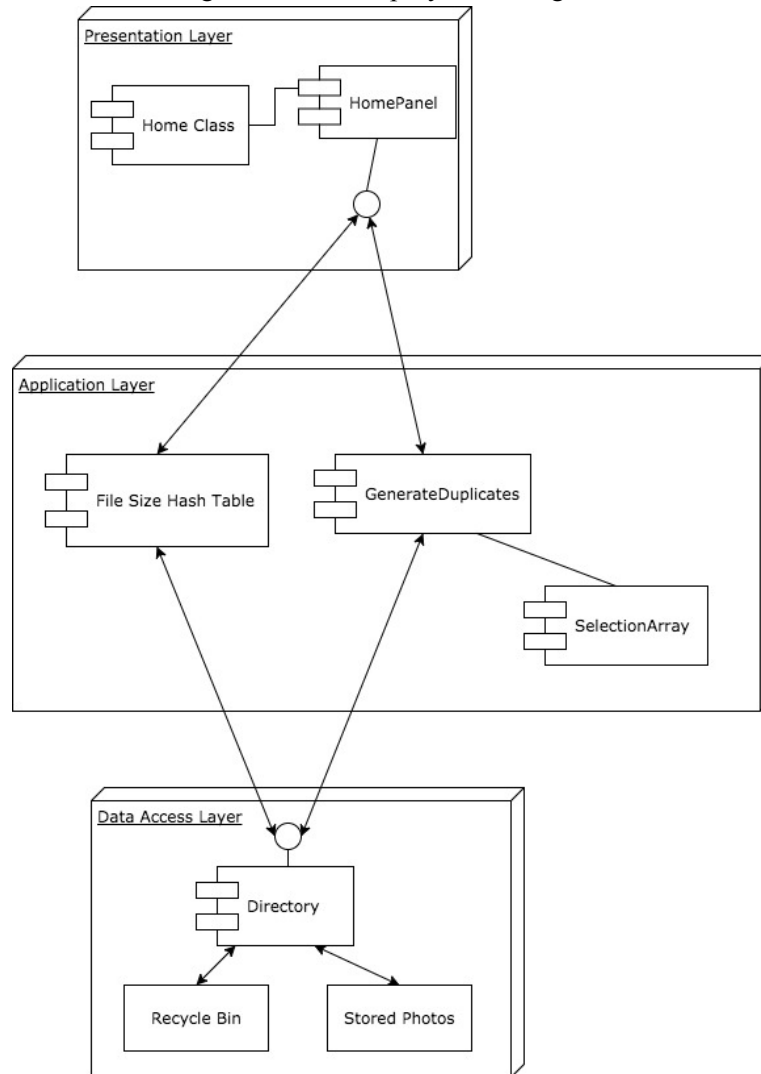 Presentation Layer
HomePanel
Home Class
Application Layer
File Size Hash Table
GenerateDuplicates
SelectionArray
Data Access Layer
Directory
Recycle Bin
Stored Photos